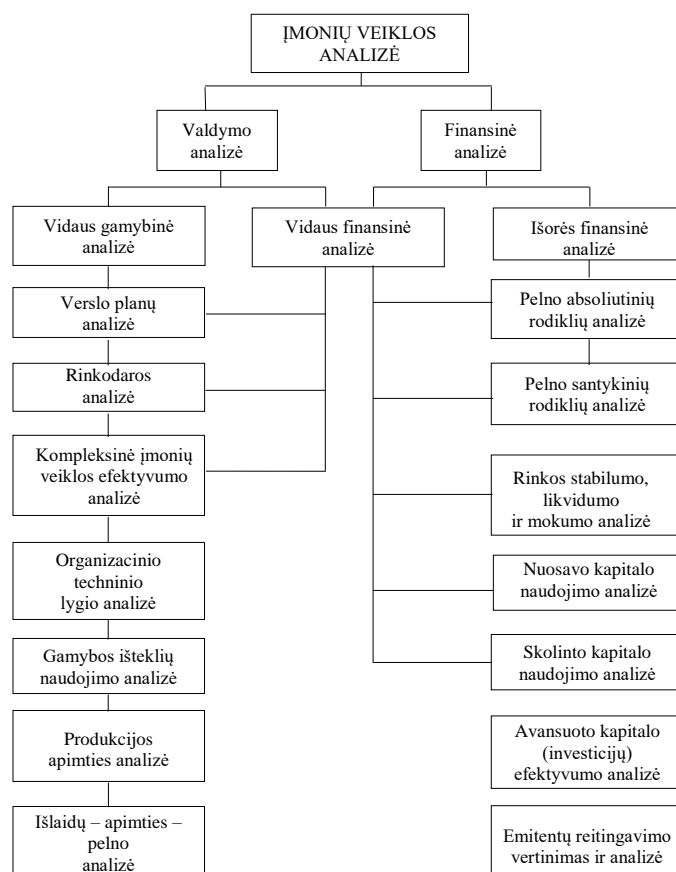 ĮMONIŲ VEIKLOS
ANALIZĖ
Valdymo
analizė
Finansinė
analizė
Vidaus gamybinė
analizė
Vidaus finansinė
analizė
Išorės finansinė
analizė
Verslo planų
analizė
Pelno absoliutinių
rodiklių analizė
Rinkodaros
analizė
Pelno santykinių
rodiklių analizė
Kompleksinė įmonių
veiklos efektyvumo
analizė
Rinkos stabilumo,
likvidumo
ir mokumo analizė
Organizacinio
techninio
lygio analizė
Nuosavo kapitalo
naudojimo analizė
Gamybos išteklių
naudojimo analizė
Skolinto kapitalo
naudojimo analizė
Produkcijos
apimties analizė
Avansuoto kapitalo
(investicijų)
efektyvumo analizė
Išlaidų – apimties –
pelno
analizė
Emitentų reitingavimo
vertinimas ir analizė